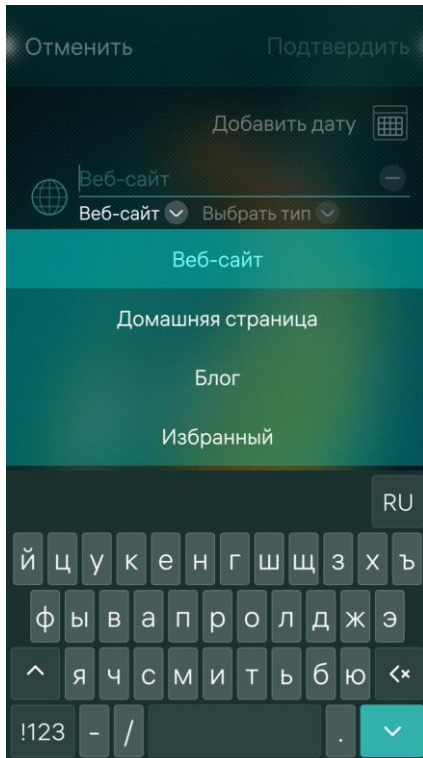 Отменить Подтвердить
Добавить дату
Веб-сайт
Веб-сайт Выбрать тип
Веб-сайт
Домашняя страница
Блог
Избранный
RU
й ц у к е н г ш щ з х ъ
ф ы в а п р о л д ж э
я ч с м и т ь б ю
!123 - / .